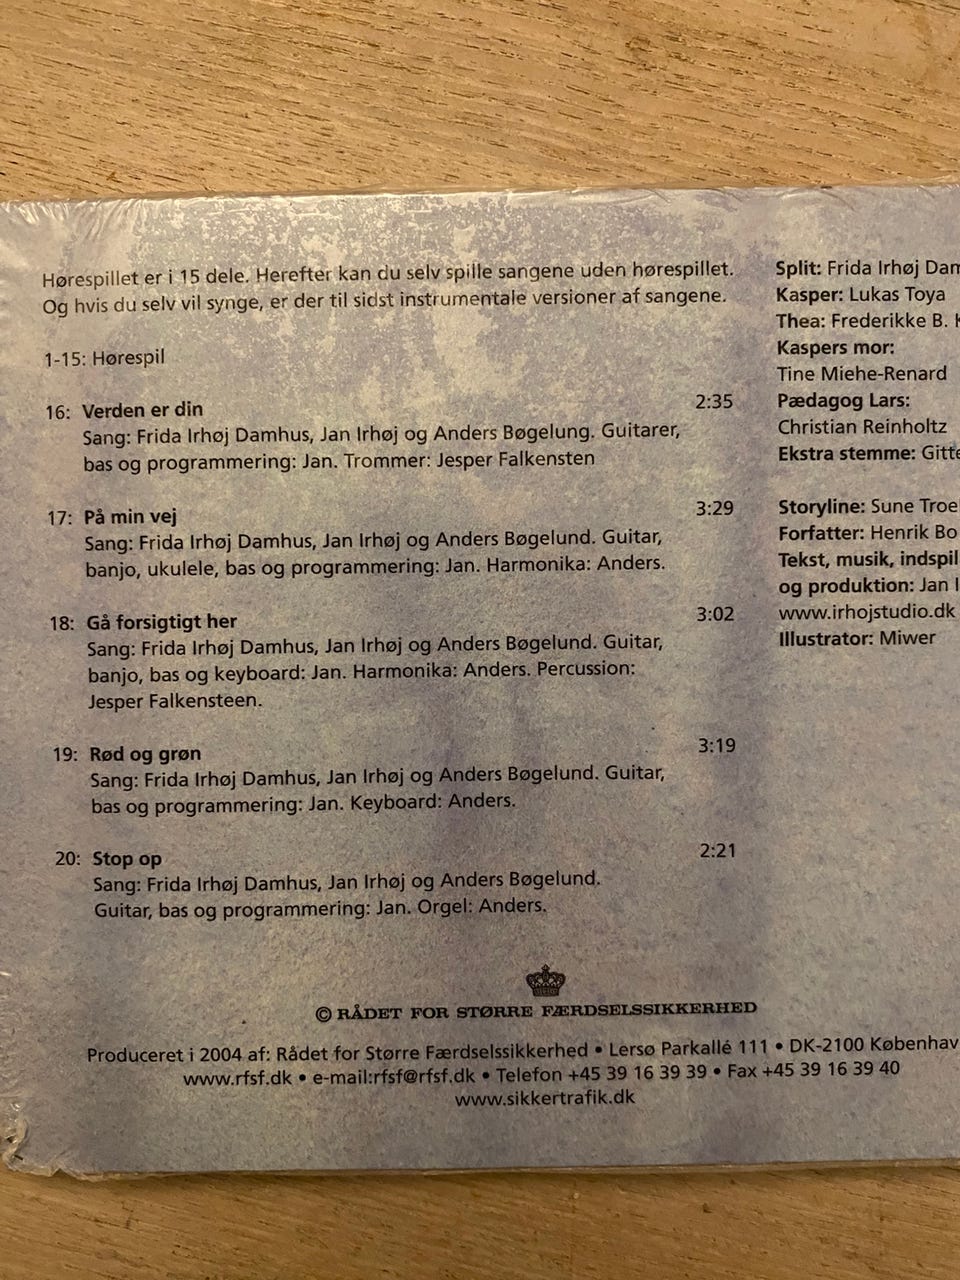 Hørespillet er i 15 dele. Herefter kan du selv spille sangene uden hørespillet.
Og hvis du selv vil synge, er der til sidst instrumentale versioner af sangene.
1-15: Hørespil
16: Verden er din 2:35
Sang: Frida Irhøj Damhus, Jan Irhøj og Anders Bøgelung. Guitarer,
bas og programmering: Jan. Trommer: Jesper Falkensten
17: På min vej 3:29
Sang: Frida Irhøj Damhus, Jan Irhøj og Anders Bøgelund. Guitar,
banjo, ukulele, bas og programmering: Jan. Harmonika: Anders.
18: Gå forsigtigt her 3:02
Sang: Frida Irhøj Damhus, Jan Irhøj og Anders Bøgelund. Guitar,
banjo, bas og keyboard: Jan. Harmonika: Anders. Percussion:
Jesper Falkensteen.
19: Rød og grøn 3:19
Sang: Frida Irhøj Damhus, Jan Irhøj og Anders Bøgelund. Guitar,
bas og programmering: Jan. Keyboard: Anders.
20: Stop op 2:21
Sang: Frida Irhøj Damhus, Jan Irhøj og Anders Bøgelund.
Guitar, bas og programmering: Jan. Orgel: Anders.
Split: Frida Irhøj
Kasper: Lukas Toya
Thea: Frederikke B.
Kaspers mor:
Tine Miehe-Renard
Pædagog Lars:
Christian Reinholtz
Ekstra stemme:
Storyline: Sune
Forfatter: Henrik Bo
Tekst, musik,
og produktion: Jan
www.irhojstudio.dk
Illustrator: Miwer
© RÅDET FOR STØRRE FÆRDSELSSIKKERHED
Produceret i 2004 af: Rådet for Større Færdselssikkerhed • Lersø Parkallé 111 • DK-2100
www.rfsf.dk • e-mail:rfsf@rfsf.dk • Telefon +45 39 16 39 39 • Fax +45 39 16 39 40
www.sikkertrafik.dk